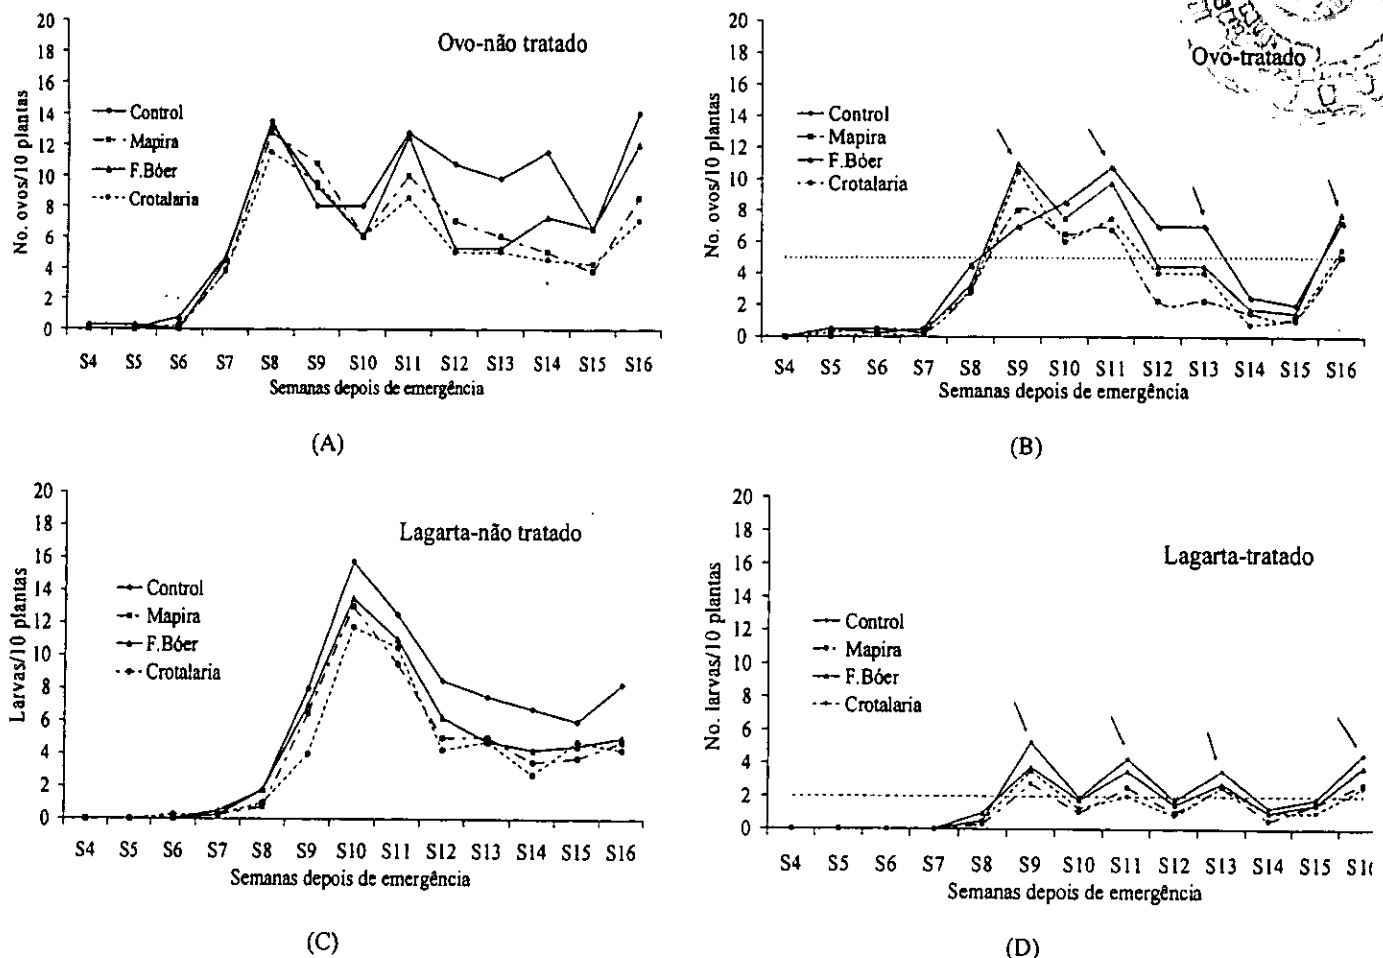 Ovo-não tratado
No. ovos/10 plantas
20
18
16
14
12
10
8
6
4
2
0
Control
Mapira
F.Bóer
Crotalaria
S4 S5 S6 S7 S8 S9 S10 S11 S12 S13 S14 S15 S16
Semanas depois de emergência
(A)
Ovo-tratado
No. ovos/10 plantas
20
18
16
14
12
10
8
6
4
2
0
Control
Mapira
F.Bóer
Crotalaria
S4 S5 S6 S7 S8 S9 S10 S11 S12 S13 S14 S15 S16
Semanas depois de emergência
(B)
Lagarta-não tratado
Larvas/10 plantas
20
18
16
14
12
10
8
6
4
2
0
Control
Mapira
F.Bóer
Crotalaria
S4 S5 S6 S7 S8 S9 S10 S11 S12 S13 S14 S15 S16
Semanas depois de emergência
(C)
Lagarta-tratado
No. larvas/10 plantas
20
18
16
14
12
10
8
6
4
2
0
Control
Mapira
F.Bóer
Crotalaria
S4 S5 S6 S7 S8 S9 S10 S11 S12 S13 S14 S15
Semanas depois de emergência
(D)